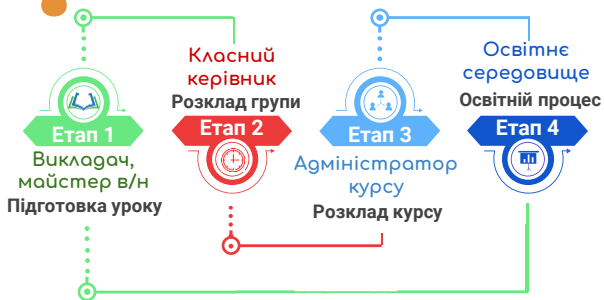 Етап 1
Викладач,
майстер в/н
Підготовка уроку
Класний
керівник
Розклад групи
Етап 2
Етап 3
Адміністратор
курсу
Розклад курсу
Освітнє
середовище
Освітній процес
Етап 4